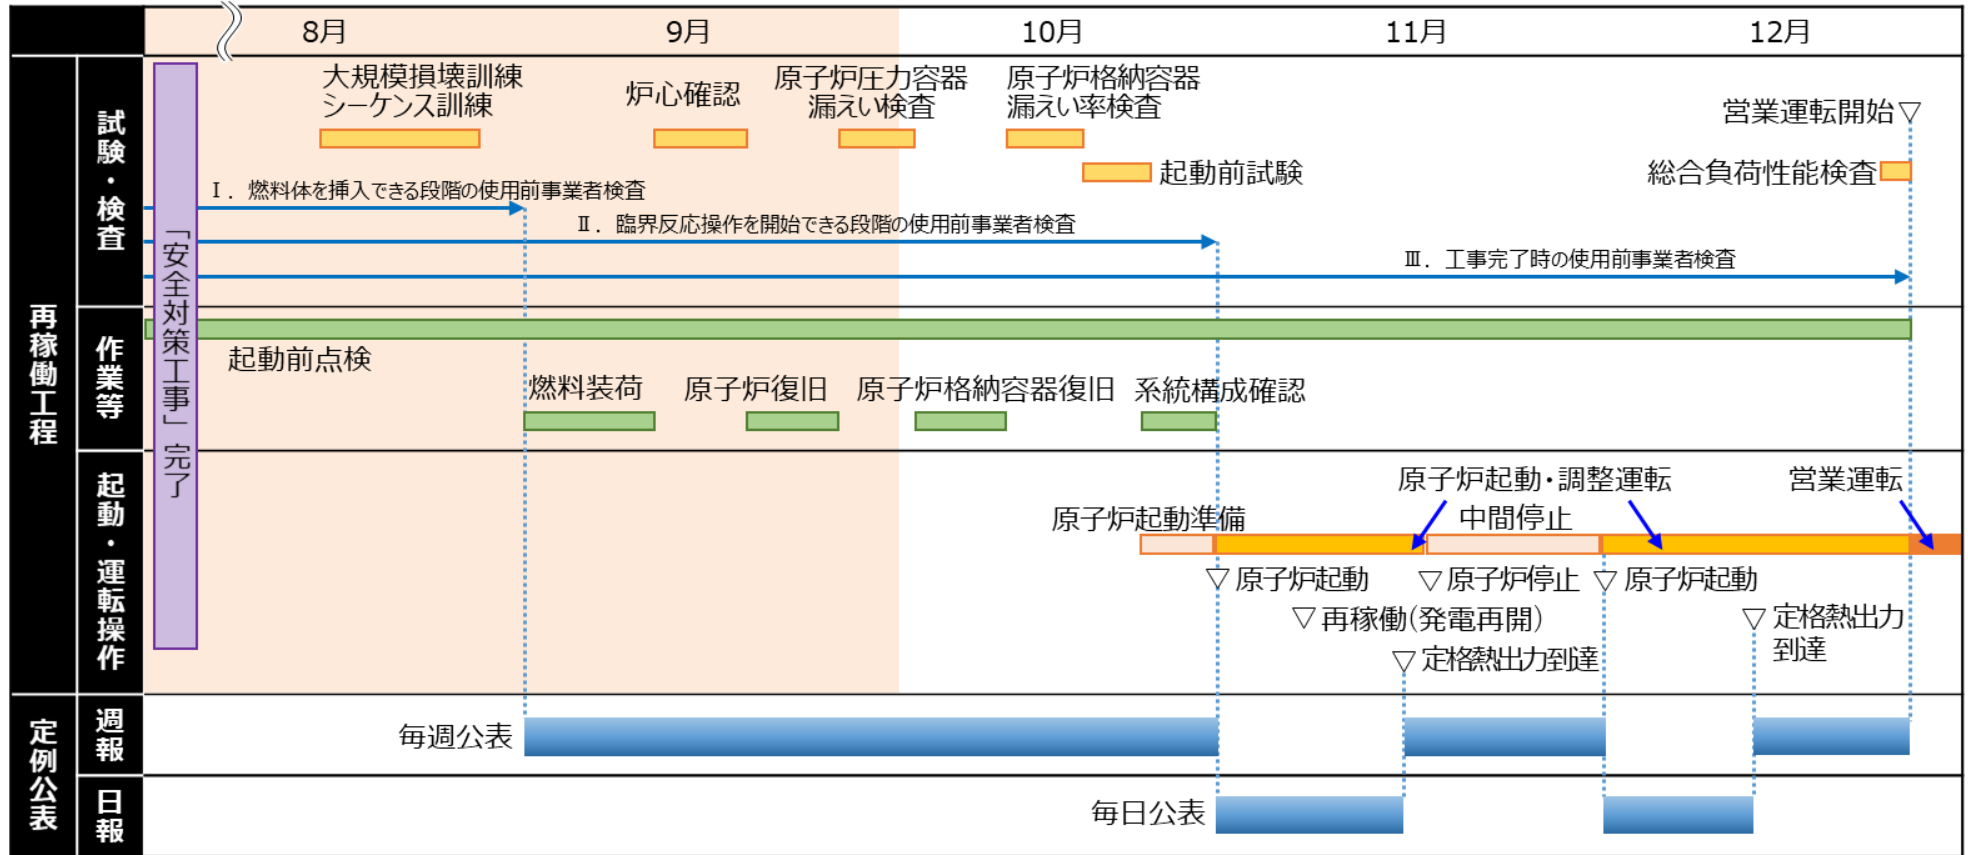 8月
9月
10月
11月
12月
再稼働工程
試験・検査
「安全対策工事」完了
大規模損壊訓練
シーケンス訓練
炉心確認
原子炉圧力容器
漏えい検査
原子炉格納容器
漏えい率検査
営業運転開始▽
起動前試験
総合負荷性能検査
Ⅰ．燃料体を挿入できる段階の使用前事業者検査
Ⅱ．臨界反応操作を開始できる段階の使用前事業者検査
Ⅲ．工事完了時の使用前事業者検査
作業等
起動前点検
燃料装荷
原子炉復旧
原子炉格納容器復旧
系統構成確認
起動・運転操作
原子炉起動・調整運転
営業運転
原子炉起動準備
中間停止
▽原子炉起動
▽原子炉停止
▽原子炉起動
▽再稼働(発電再開)
▽定格熱出力
到達
▽定格熱出力到達
定例公表
週報
毎週公表
日報
毎日公表